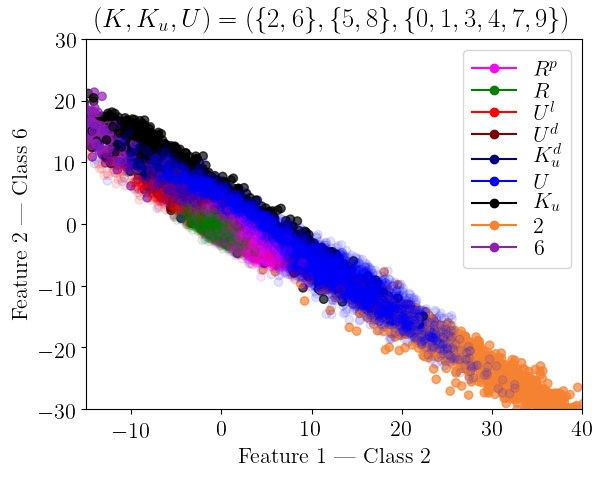 (K, K_u, U) = ({2, 6}, {5, 8}, {0, 1, 3, 4, 7, 9})
30
20
10
0
−10
−20
−30
Feature 2 — Class 6
R^p
R
U^l
U^d
K_u^d
U
K_u
2
6
−10
0
10
20
30
40
Feature 1 — Class 2